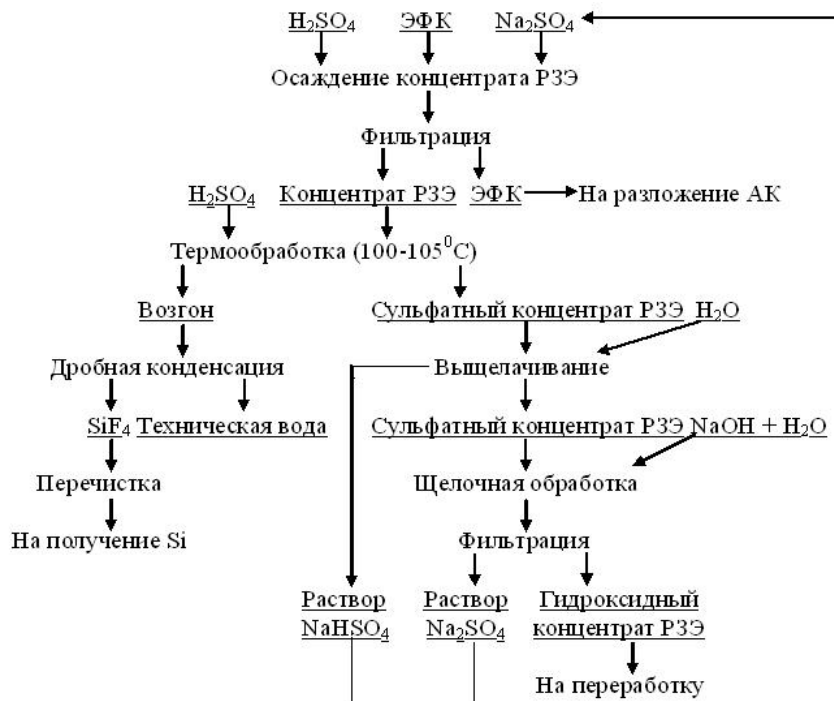 H₂SO₄ ЭФК Na₂SO₄
Осаждение концентрата РЗЭ
Фильтрация
H₂SO₄ Концентрат РЗЭ ЭФК На разложение АК
Термообработка (100-105⁰С)
Возгон Сульфатный концентрат РЗЭ H₂O
Дробная конденсация Выщелачивание
SiF₄ Техническая вода Сульфатный концентрат РЗЭ NaOH + H₂O
Перечистка Щелочная обработка
На получение Si Фильтрация
Раствор Раствор Гидроксидный
NaHSO₄ Na₂SO₄ концентрат РЗЭ
На переработку